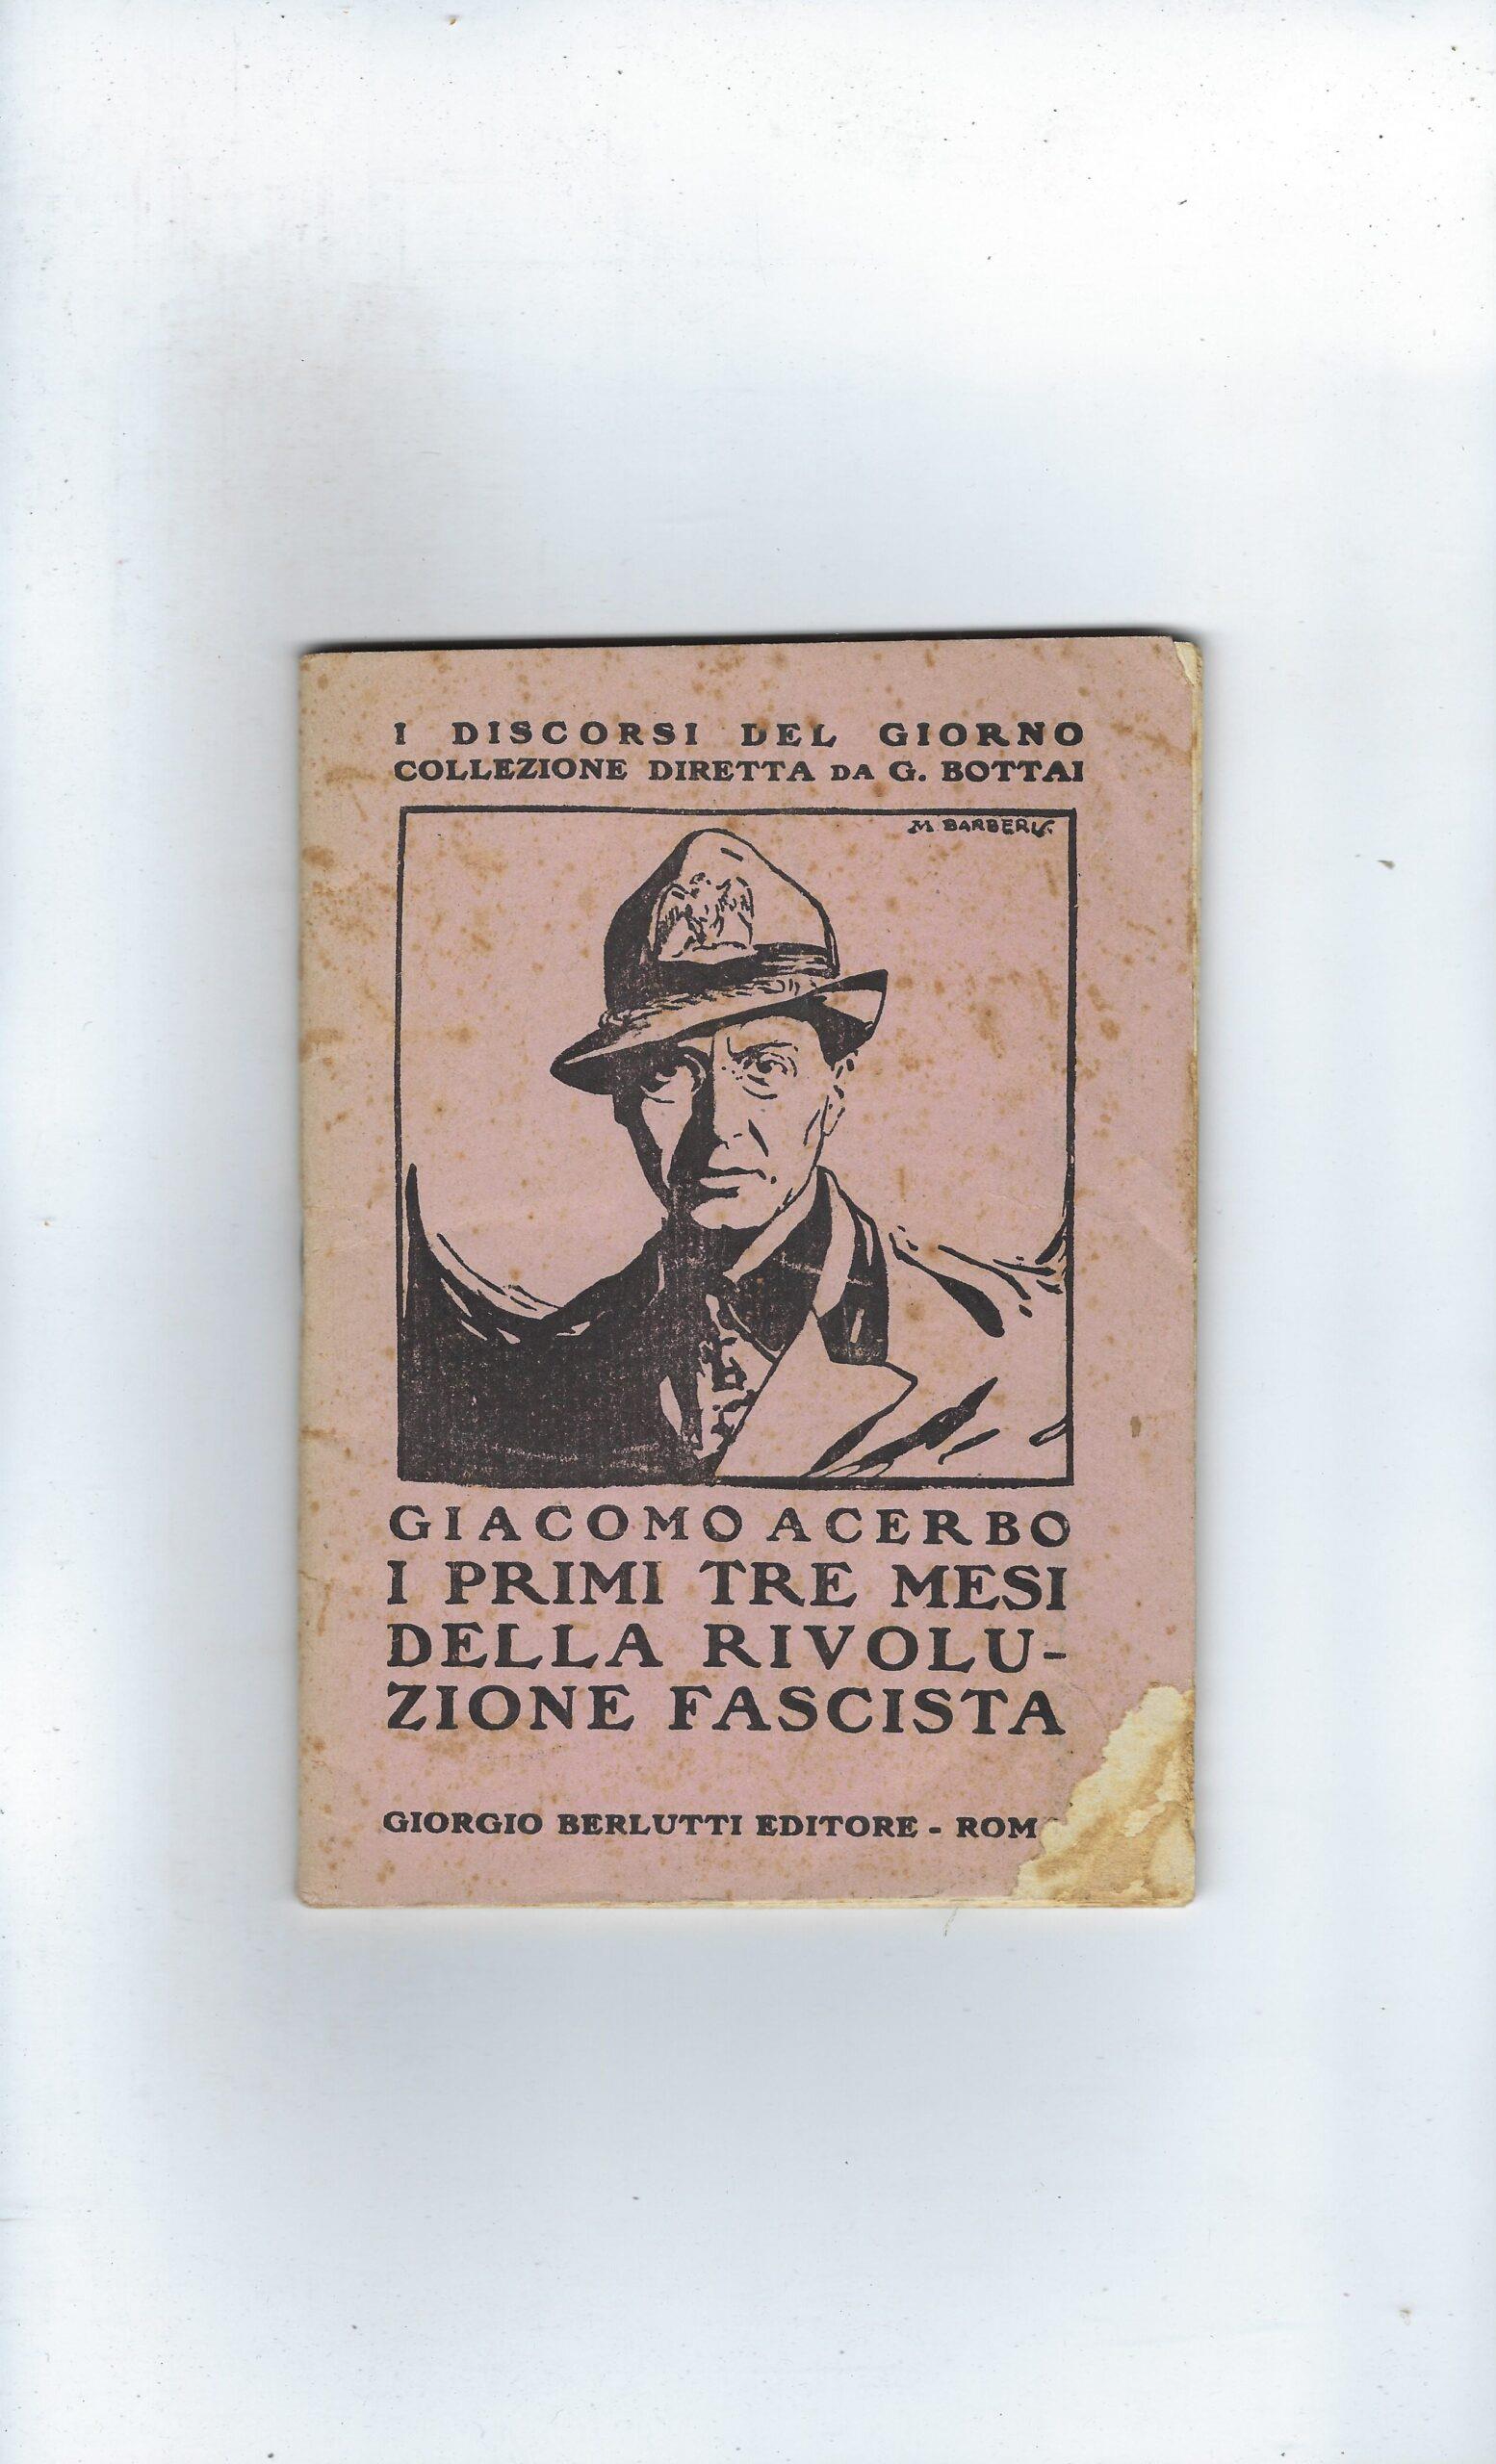 I DISCORSI DEL GIORNO
COLLEZIONE DIRETTA DA G. BOTTAI
M. BARBERIS
GIACOMO ACERBO
I PRIMI TRE MESI
DELLA RIVOLU-
ZIONE FASCISTA
GIORGIO BERLUTTI EDITORE - ROM